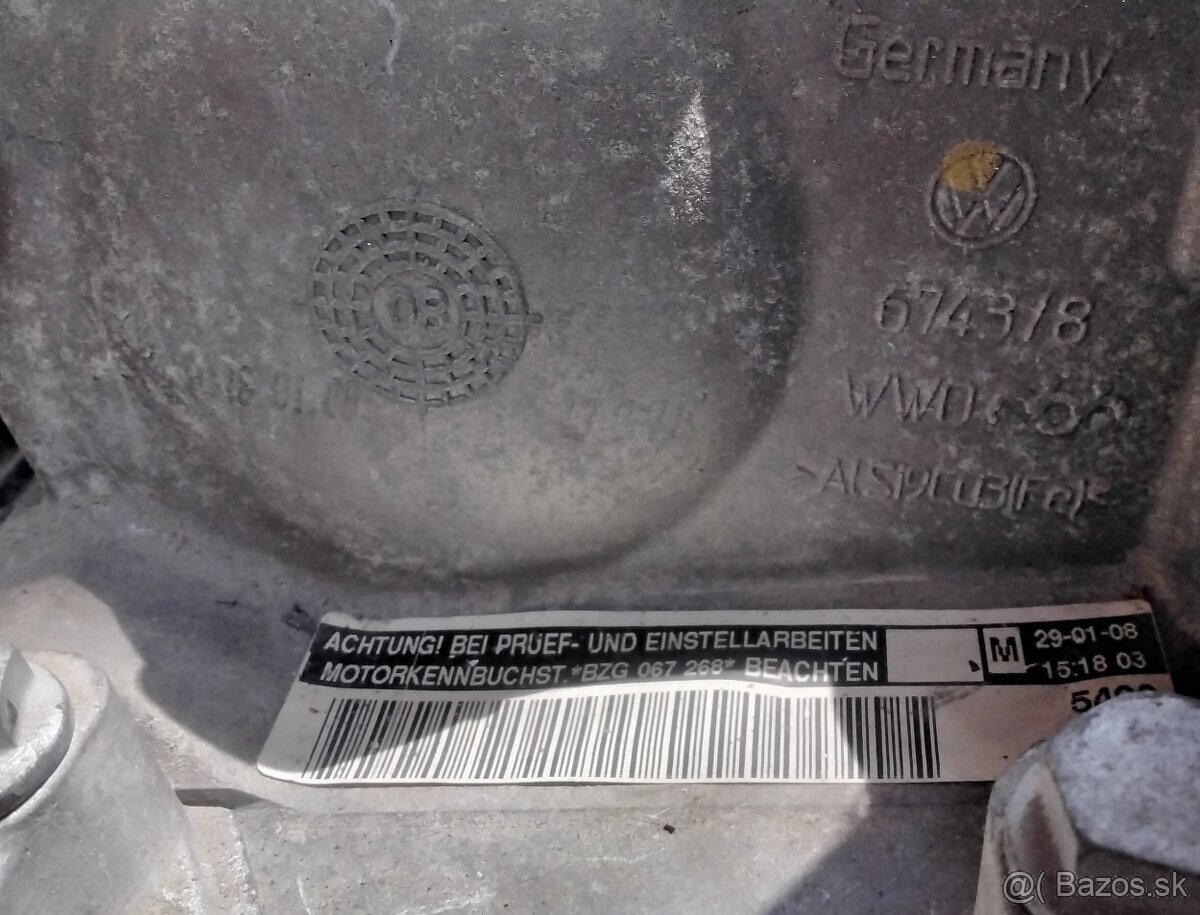 Germany
674318
08
ACHTUNG! BEI PRUEF- UND EINSTELLARBEITEN
MOTORKENNBUCHST. *BZG 067 268* BEACHTEN
M
29-01-08
15:18 03
@( Bazos.sk